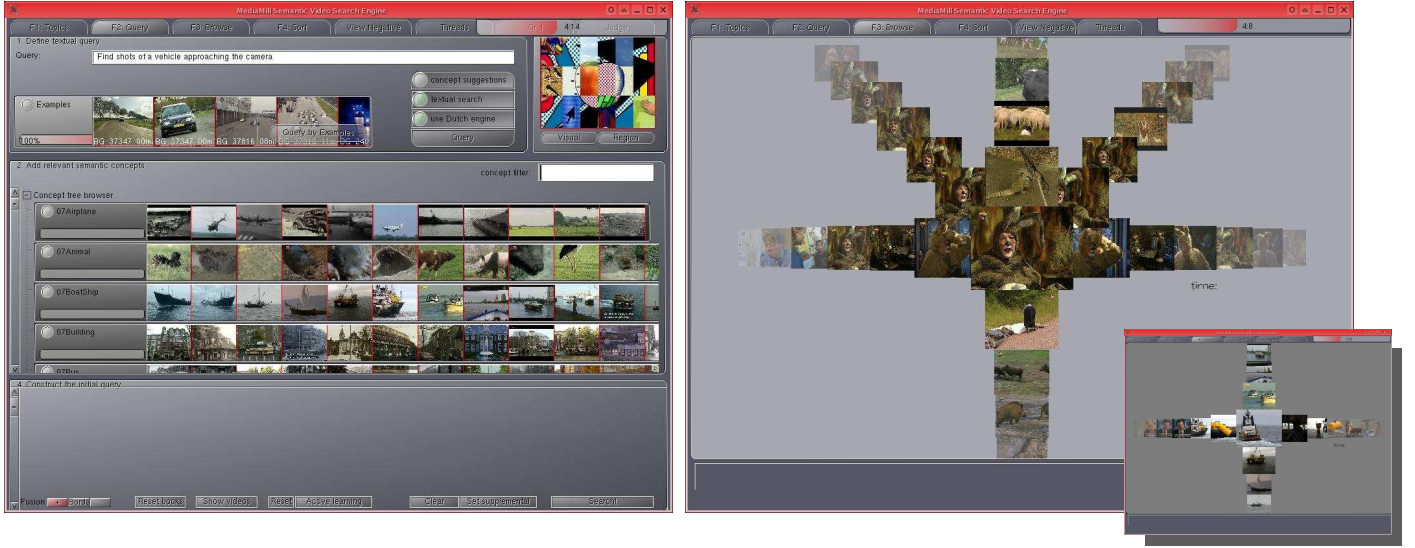 MediaMill Semantic Video Search Engine
F1: Topics F2: Query F3: Browse F4: Sort View Negative Threads 4:14
1. Define textual query
Query: Find shots of a vehicle approaching the camera
concept suggestions
Examples
textual search
use Dutch engine
Query by Examples
100%
Query
Visual Region
2. Add relevant semantic concepts
concept filter:
Concept tree browser
07Airplane
07Animal
07BoatShip
07Building
07Bus
4. Construct the initial query
Fusion Reset books Show videos Reset Active learning Clear Set supplemental Search!
MediaMill Semantic Video Search Engine
F1: Topics F2: Query F3: Browse F4: Sort View Negative Threads 4:8
time:
time: